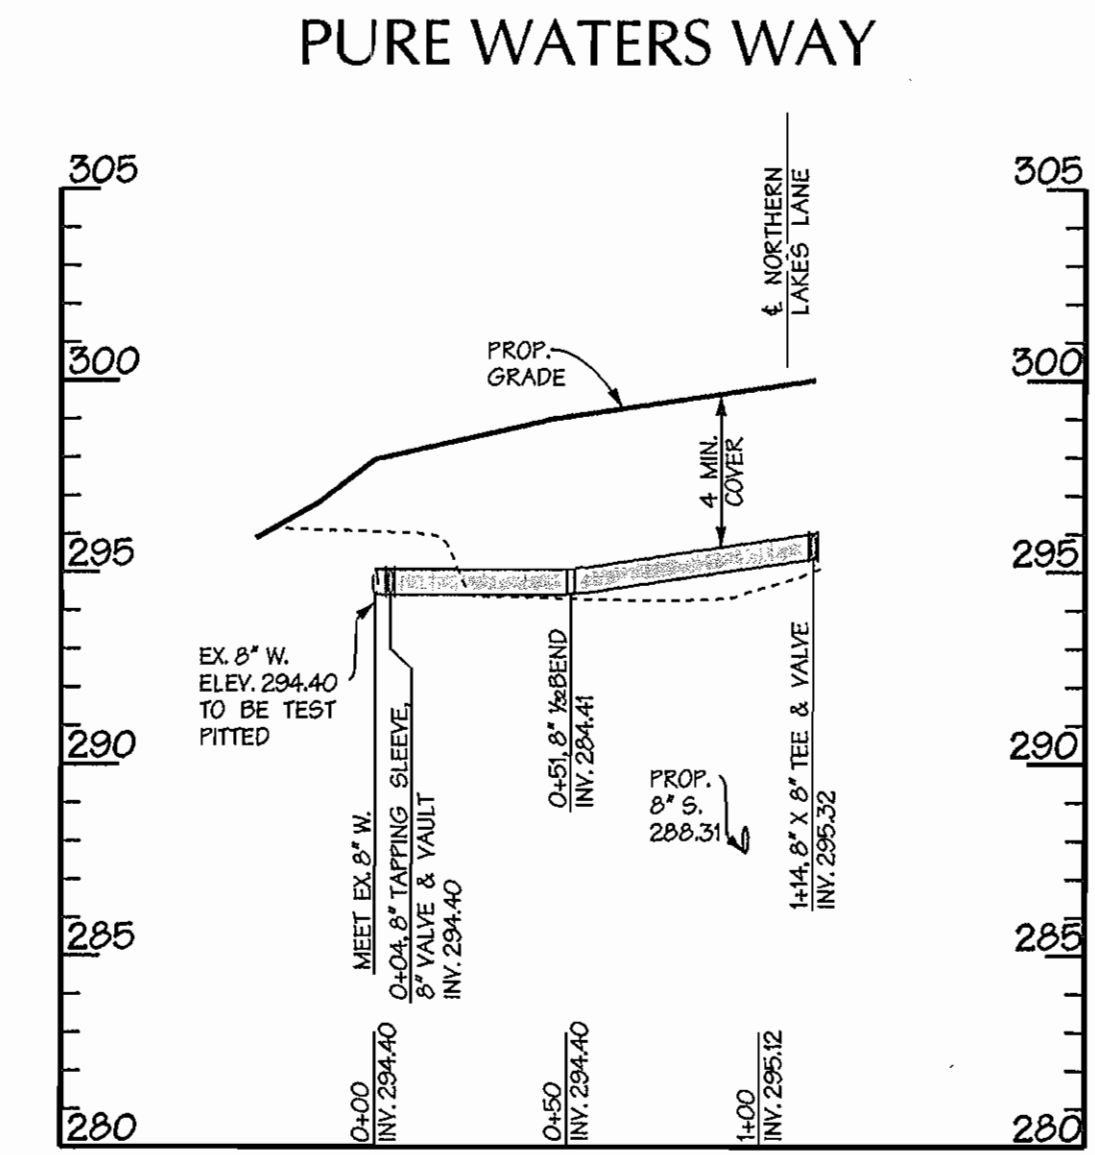 PURE WATERS WAY
305
305
℄ NORTHERN
LAKES LANE
300
300
PROP.
GRADE
4 MIN.
COVER
295
295
EX. 8" W.
ELEV. 294.40
TO BE TEST
PITTED
MEET EX. 8" W.
0+04, 8" TAPPING SLEEVE,
8" VALVE & VAULT
INV. 294.40
0+51, 8" 1/32 BEND
INV. 284.41
PROP.
8" S.
288.31
1+14, 8" X 8" TEE & VALVE
INV. 295.32
290
290
285
285
0+00
INV. 294.40
0+50
INV. 294.40
1+00
INV. 295.12
280
280